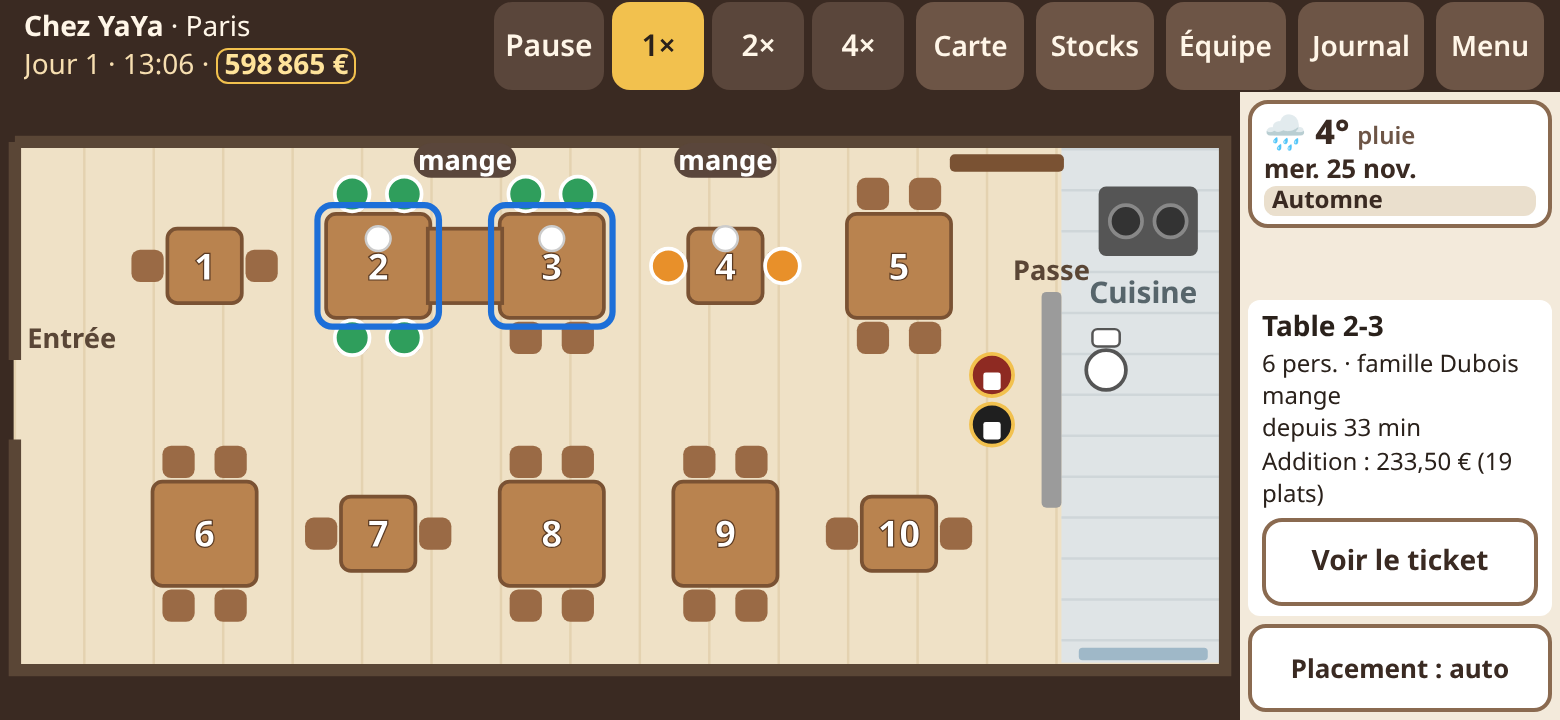 Chez YaYa · Paris
Jour 1 · 13:06 · 598 865 €
Pause
1×
2×
4×
Carte
Stocks
Équipe
Journal
Menu
4° pluie
mer. 25 nov.
Automne
mange
mange
1
2
3
4
5
Passe
Cuisine
Entrée
6
7
8
9
10
Table 2-3
6 pers. · famille Dubois
mange
depuis 33 min
Addition : 233,50 € (19
plats)
Voir le ticket
Placement : auto